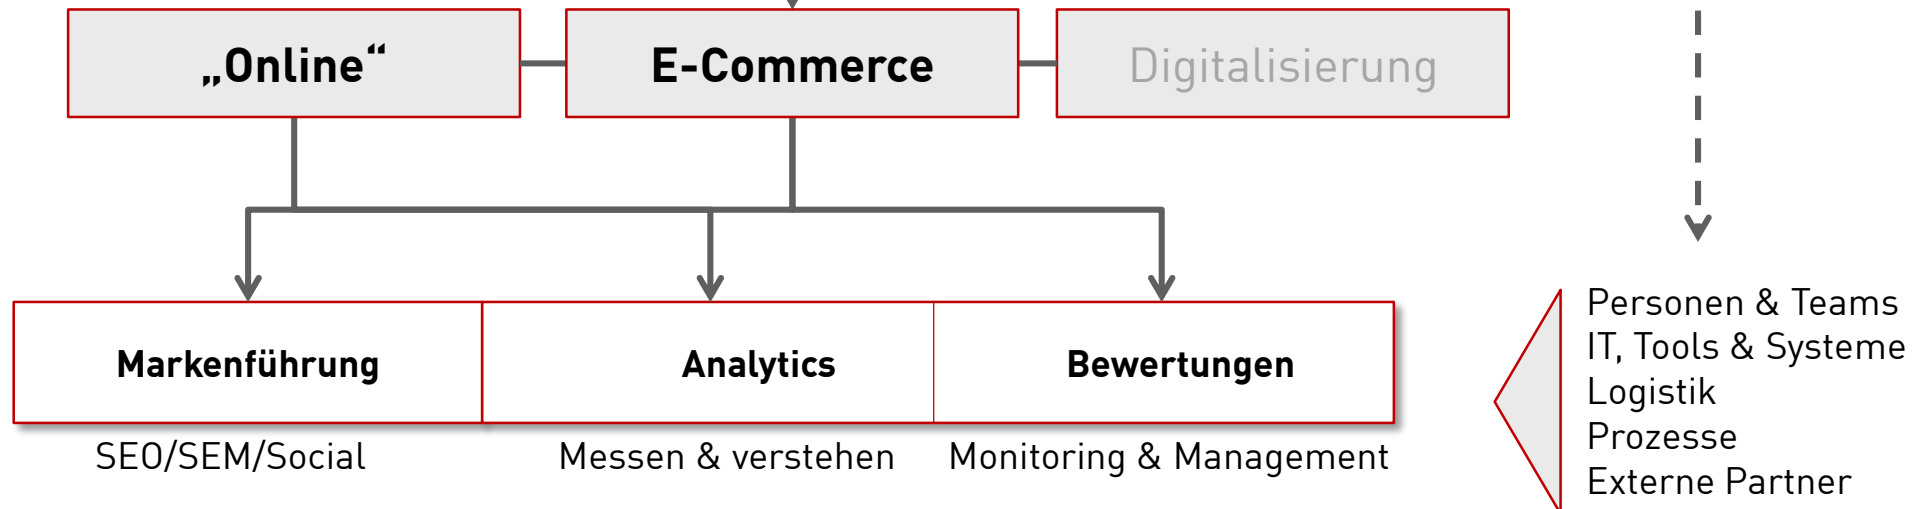 „Online“
E-Commerce
Digitalisierung
Markenführung
Analytics
Bewertungen
SEO/SEM/Social
Messen & verstehen
Monitoring & Management
Personen & Teams
IT, Tools & Systeme
Logistik
Prozesse
Externe Partner